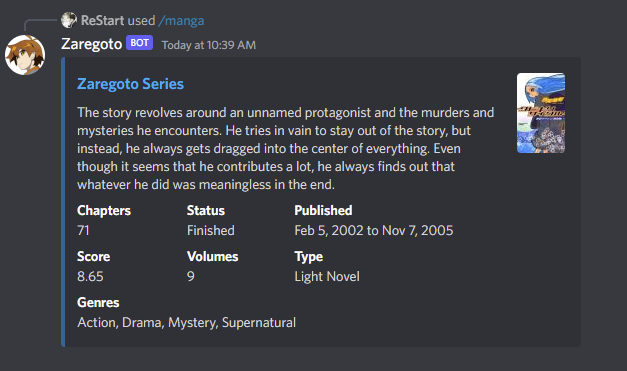 ReStart used /manga
Zaregoto BOT Today at 10:39 AM
Zaregoto Series
The story revolves around an unnamed protagonist and the murders and
mysteries he encounters. He tries in vain to stay out of the story, but
instead, he always gets dragged into the center of everything. Even
though it seems that he contributes a lot, he always finds out that
whatever he did was meaningless in the end.
Chapters Status Published
71 Finished Feb 5, 2002 to Nov 7, 2005
Score Volumes Type
8.65 9 Light Novel
Genres
Action, Drama, Mystery, Supernatural